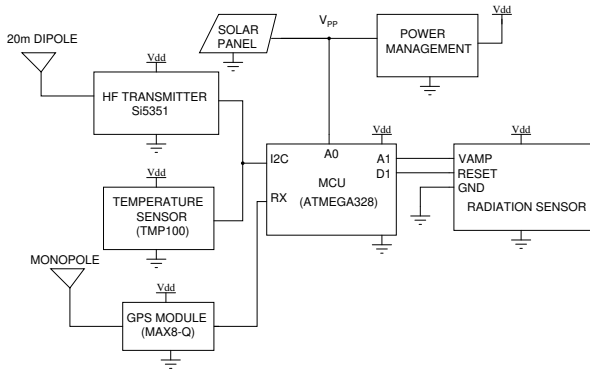 SOLAR
PANEL
VPP
POWER
MANAGEMENT
Vdd
20m DIPOLE
Vdd
HF TRANSMITTER
Si5351
Vdd
TEMPERATURE
SENSOR
(TMP100)
MONOPOLE
Vdd
GPS MODULE
(MAX8-Q)
Vdd
A0
I2C
RX
MCU
(ATMEGA328)
A1
D1
Vdd
VAMP
RESET
GND
RADIATION SENSOR